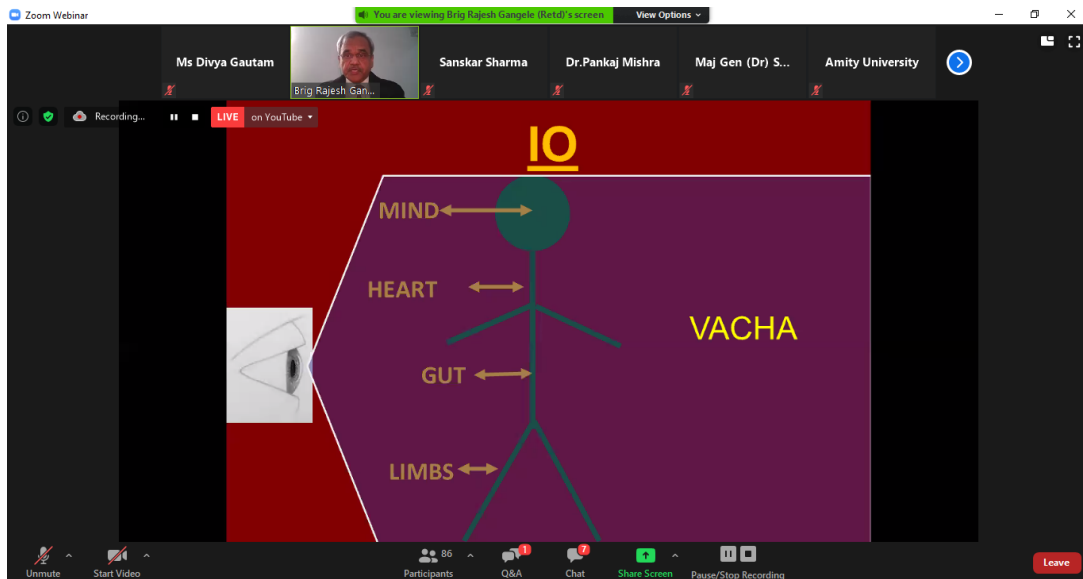 Zoom Webinar
You are viewing Brig Rajesh Gangele (Retd)'s screen
View Options
Ms Divya Gautam
Brig Rajesh Gan...
Sanskar Sharma
Dr.Pankaj Mishra
Maj Gen (Dr) S...
Amity University
Recording...
LIVE on YouTube
IO
MIND
HEART
VACHA
GUT
LIMBS
Unmute
Start Video
86
Participants
1
Q&A
7
Chat
Share Screen
Pause/Stop Recording
Leave